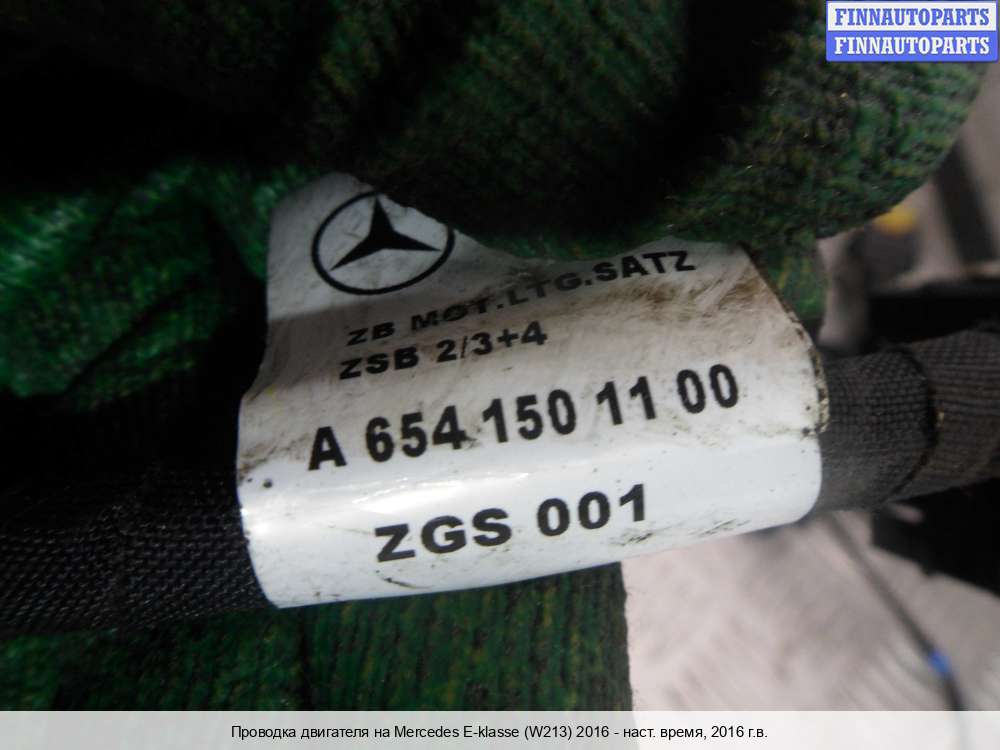 FINNAUTOPARTS
FINNAUTOPARTS
ZB MOT.LTG.SATZ
ZSB 2/3+4
A 654 150 11 00
ZGS 001
Проводка двигателя на Mercedes E-klasse (W213) 2016 - наст. время, 2016 г.в.